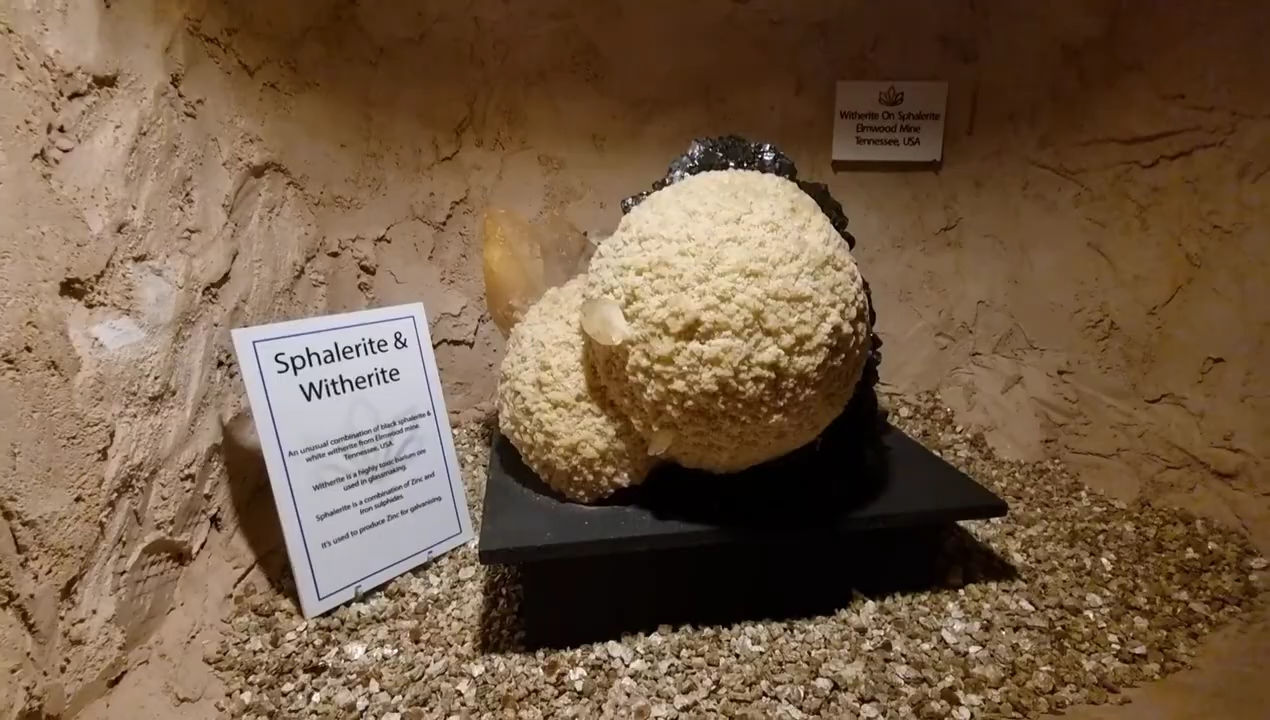 Sphalerite &
Witherite
An unusual combination of black sphalerite &
white witherite from Elmwood mine.
Tennessee, USA
Witherite is a highly toxic barium ore
used in glassmaking.
Sphalerite is a combination of Zinc and
Iron sulphides.
It's used to produce Zinc for galvanising.
Witherite On Sphalerite
Elmwood Mine
Tennessee, USA